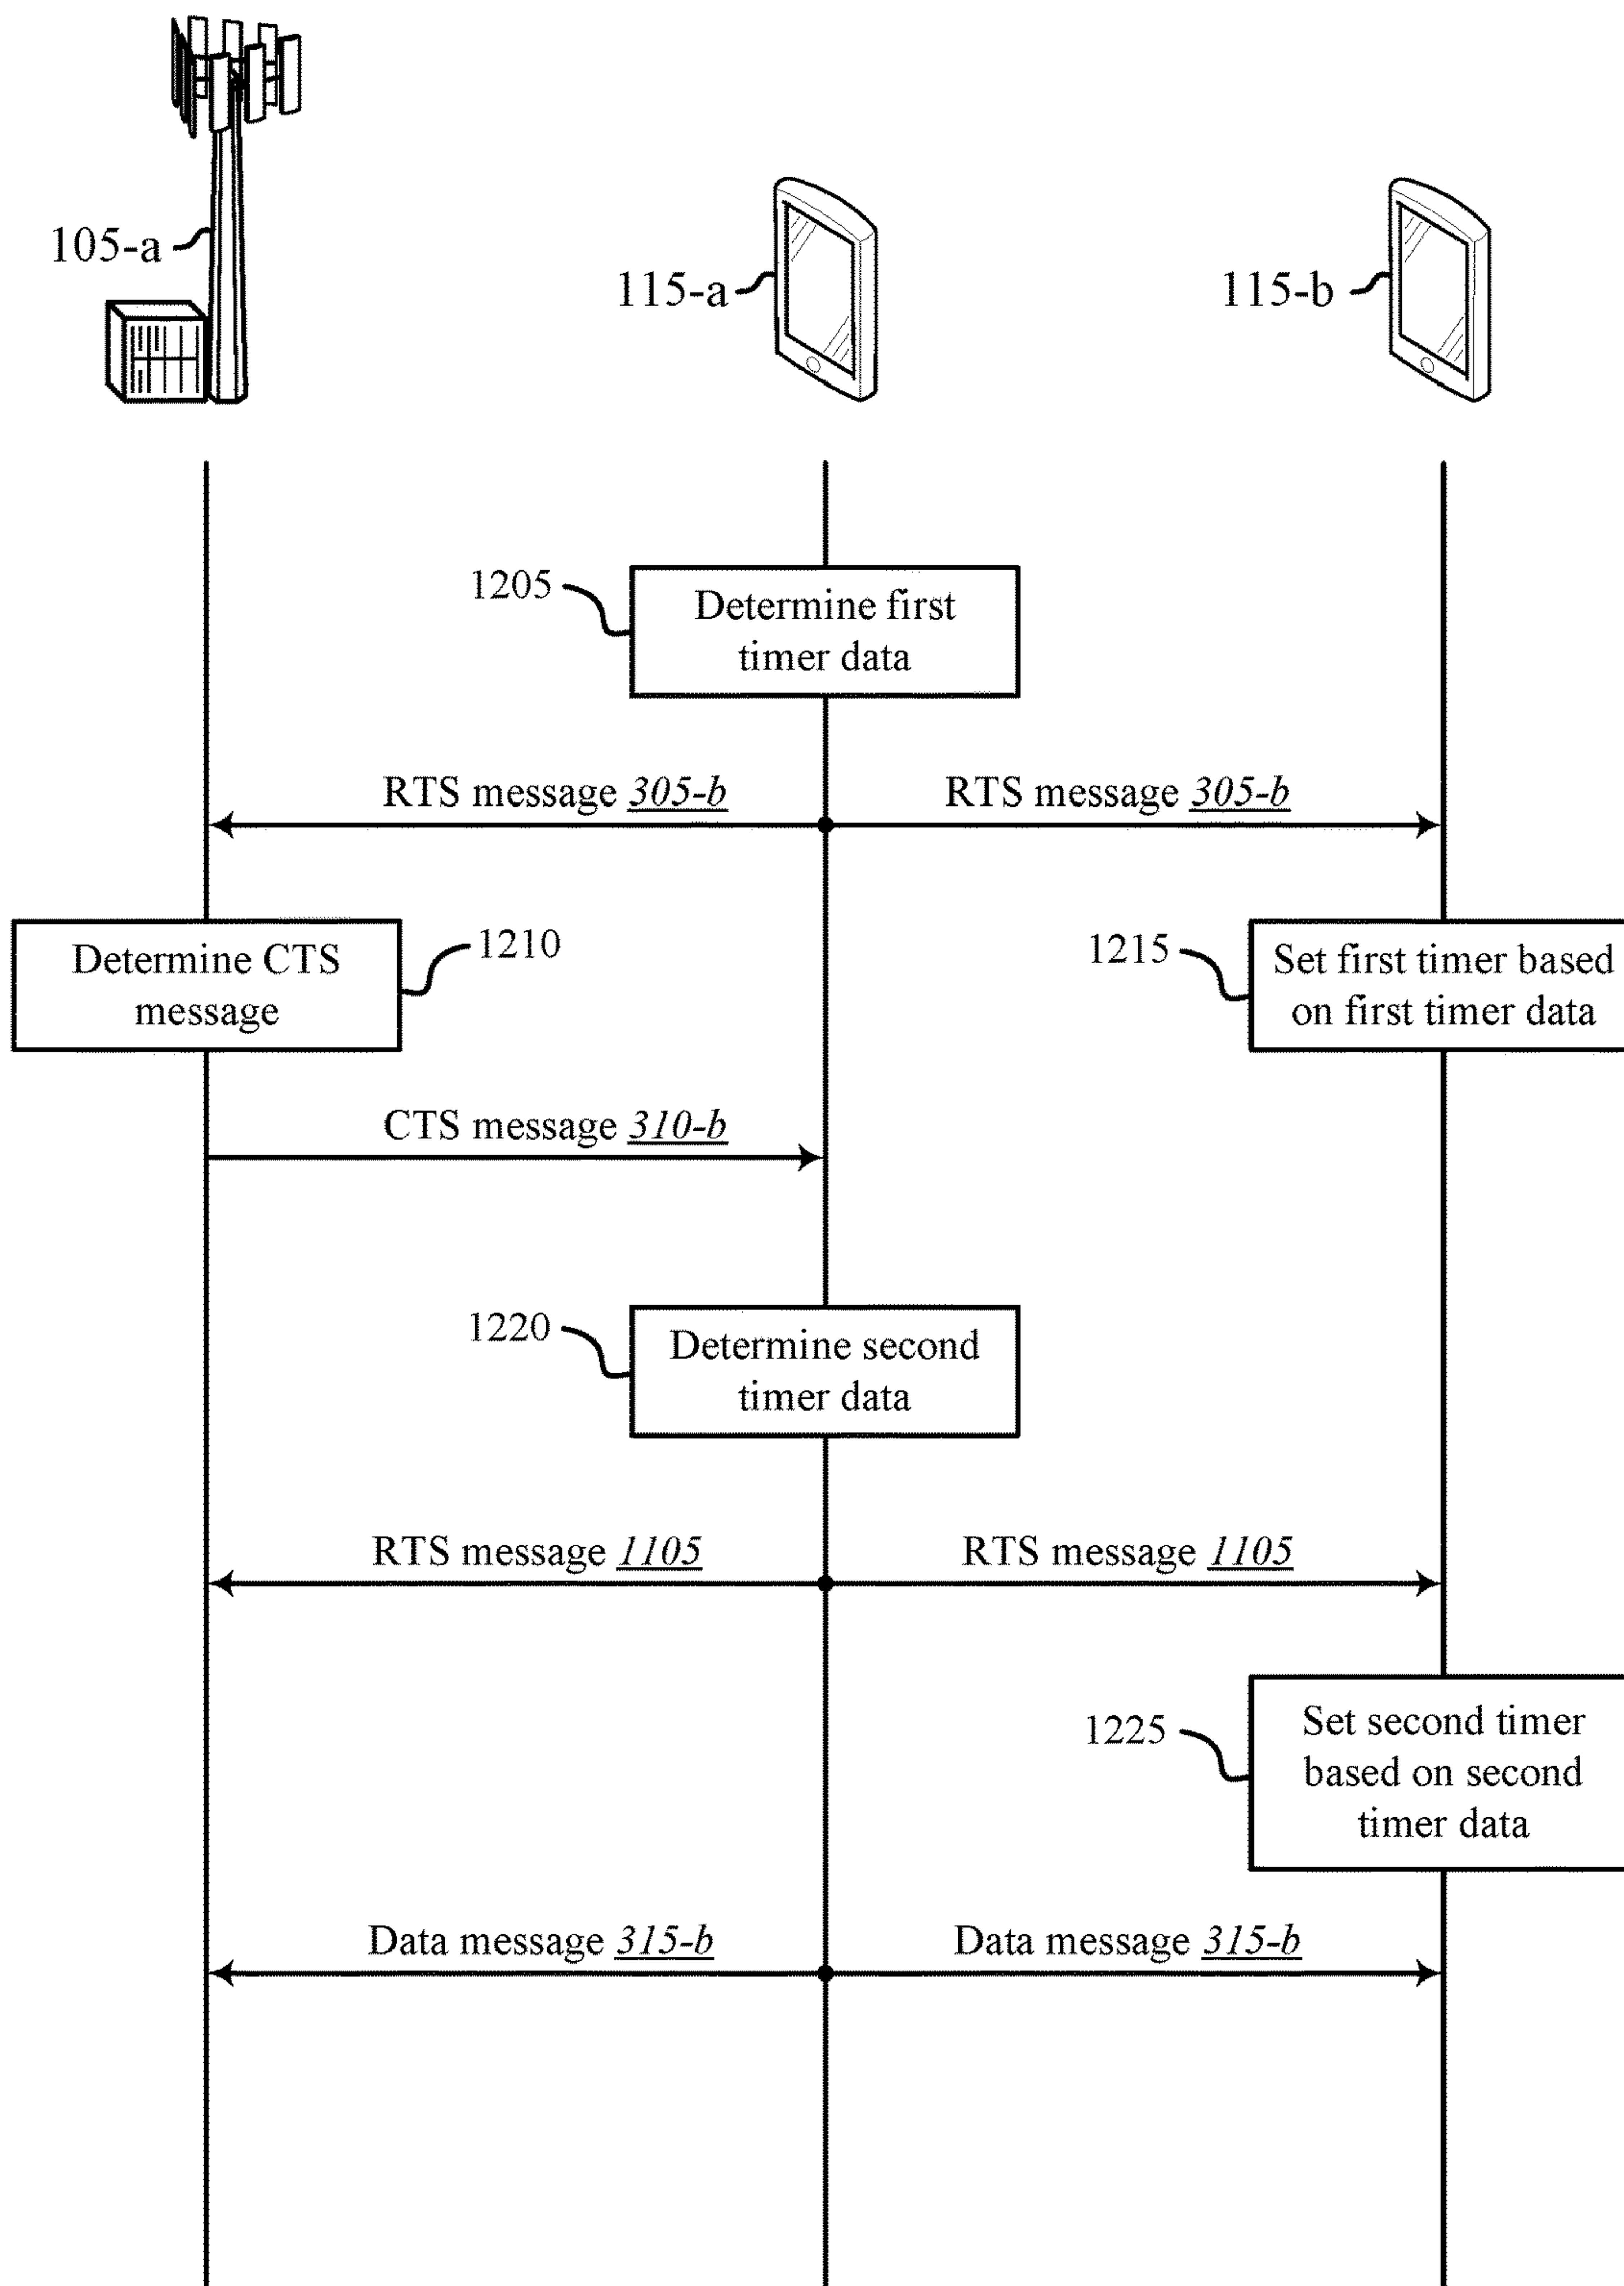 105-a
115-a
115-b
1205
Determine first
timer data
RTS message 305-b
RTS message 305-b
Determine CTS
message
1210
1215
Set first timer based
on first timer data
CTS message 310-b
1220
Determine second
timer data
RTS message 1105
RTS message 1105
1225
Set second timer
based on second
timer data
Data message 315-b
Data message 315-b